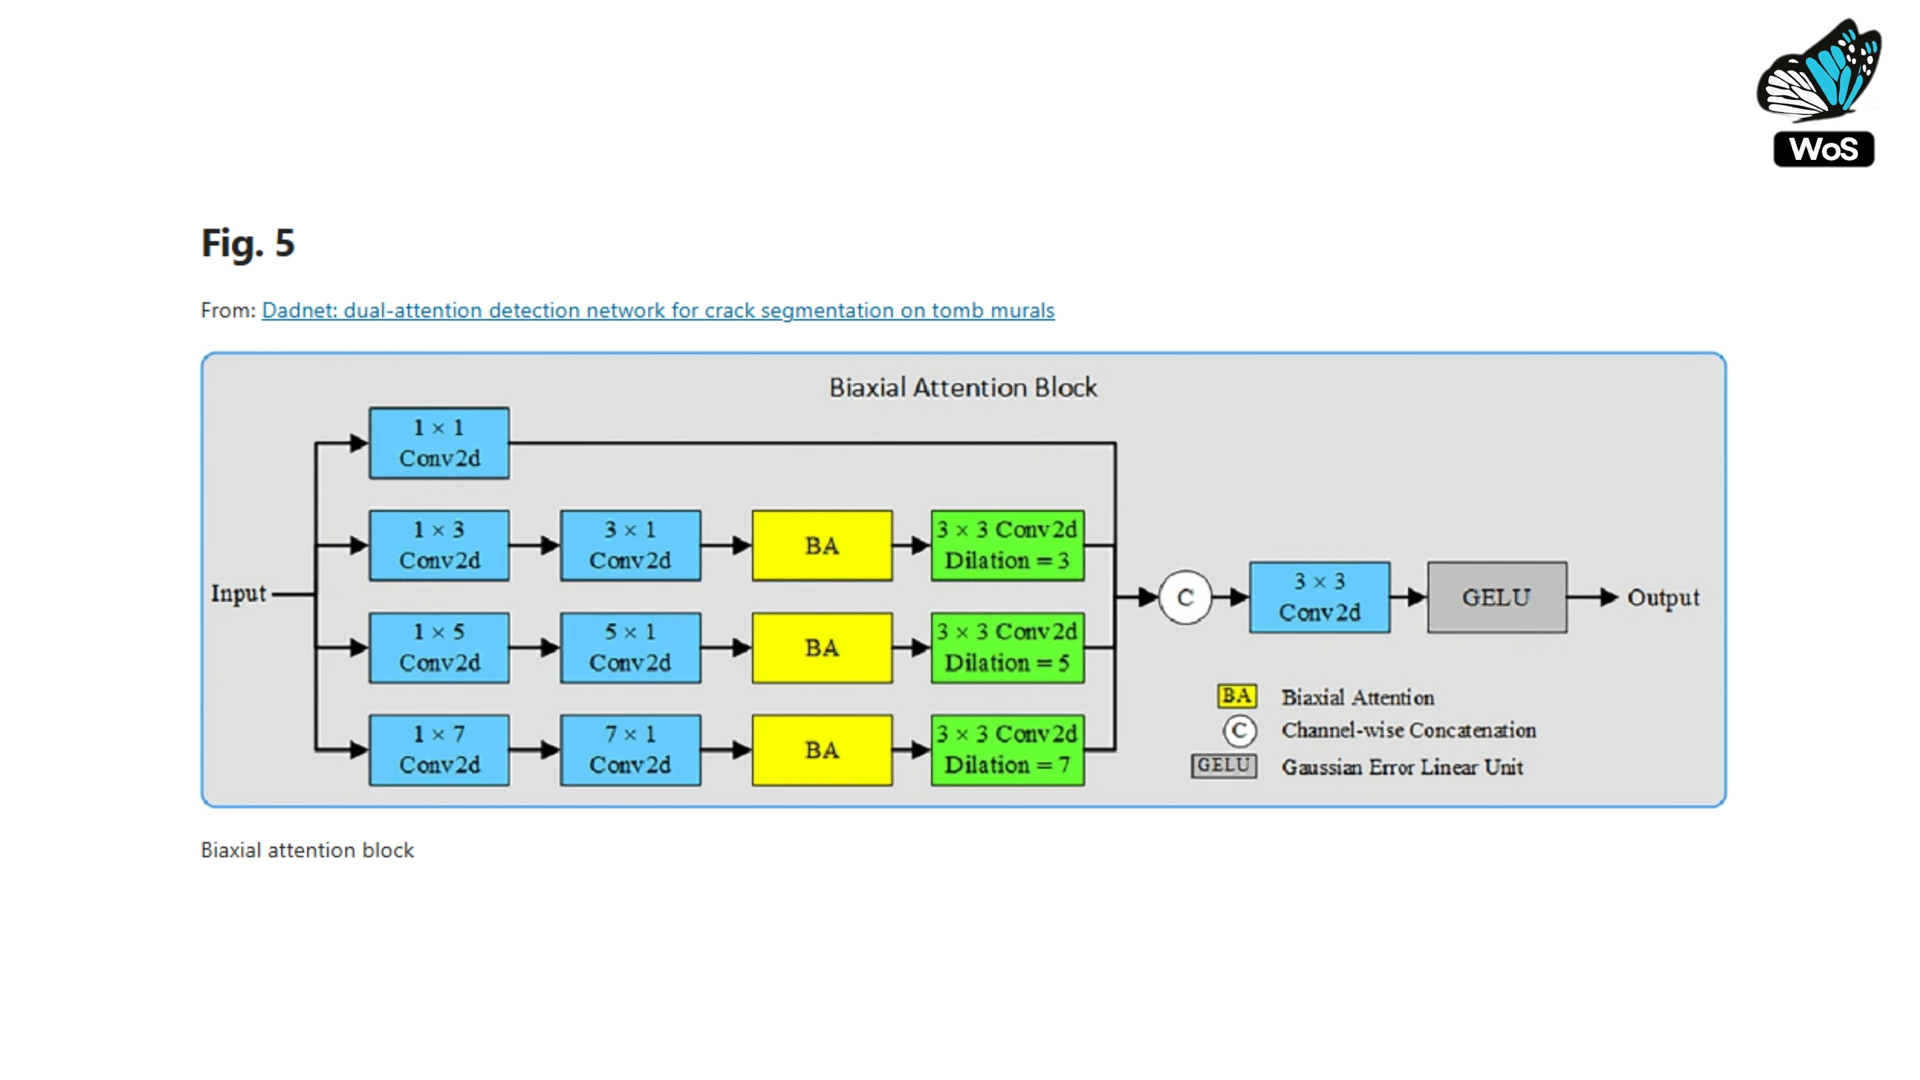 WoS
Fig. 5
From: Dadnet: dual-attention detection network for crack segmentation on tomb murals
Biaxial Attention Block
1 × 1
Conv2d
1 × 3
Conv2d
3 × 1
Conv2d
BA
3 × 3 Conv2d
Dilation = 3
Input
1 × 5
Conv2d
5 × 1
Conv2d
BA
3 × 3 Conv2d
Dilation = 5
1 × 7
Conv2d
7 × 1
Conv2d
BA
3 × 3 Conv2d
Dilation = 7
C
3 × 3
Conv2d
GELU
Output
BA Biaxial Attention
C Channel-wise Concatenation
GELU Gaussian Error Linear Unit
Biaxial attention block